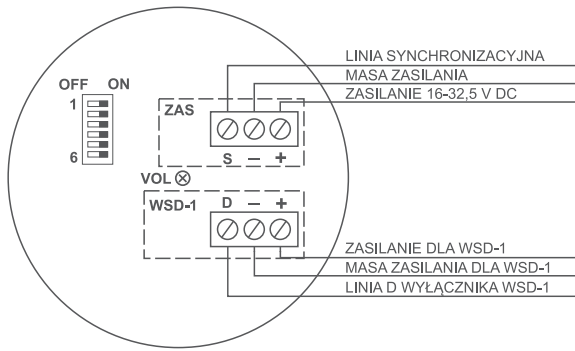 LINIA SYNCHRONIZACYJNA
MASA ZASILANIA
ZASILANIE 16-32,5 V DC
OFF ON
1
6
ZAS
S – +
VOL
WSD-1
D – +
ZASILANIE DLA WSD-1
MASA ZASILANIA DLA WSD-1
LINIA D WYŁĄCZNIKA WSD-1